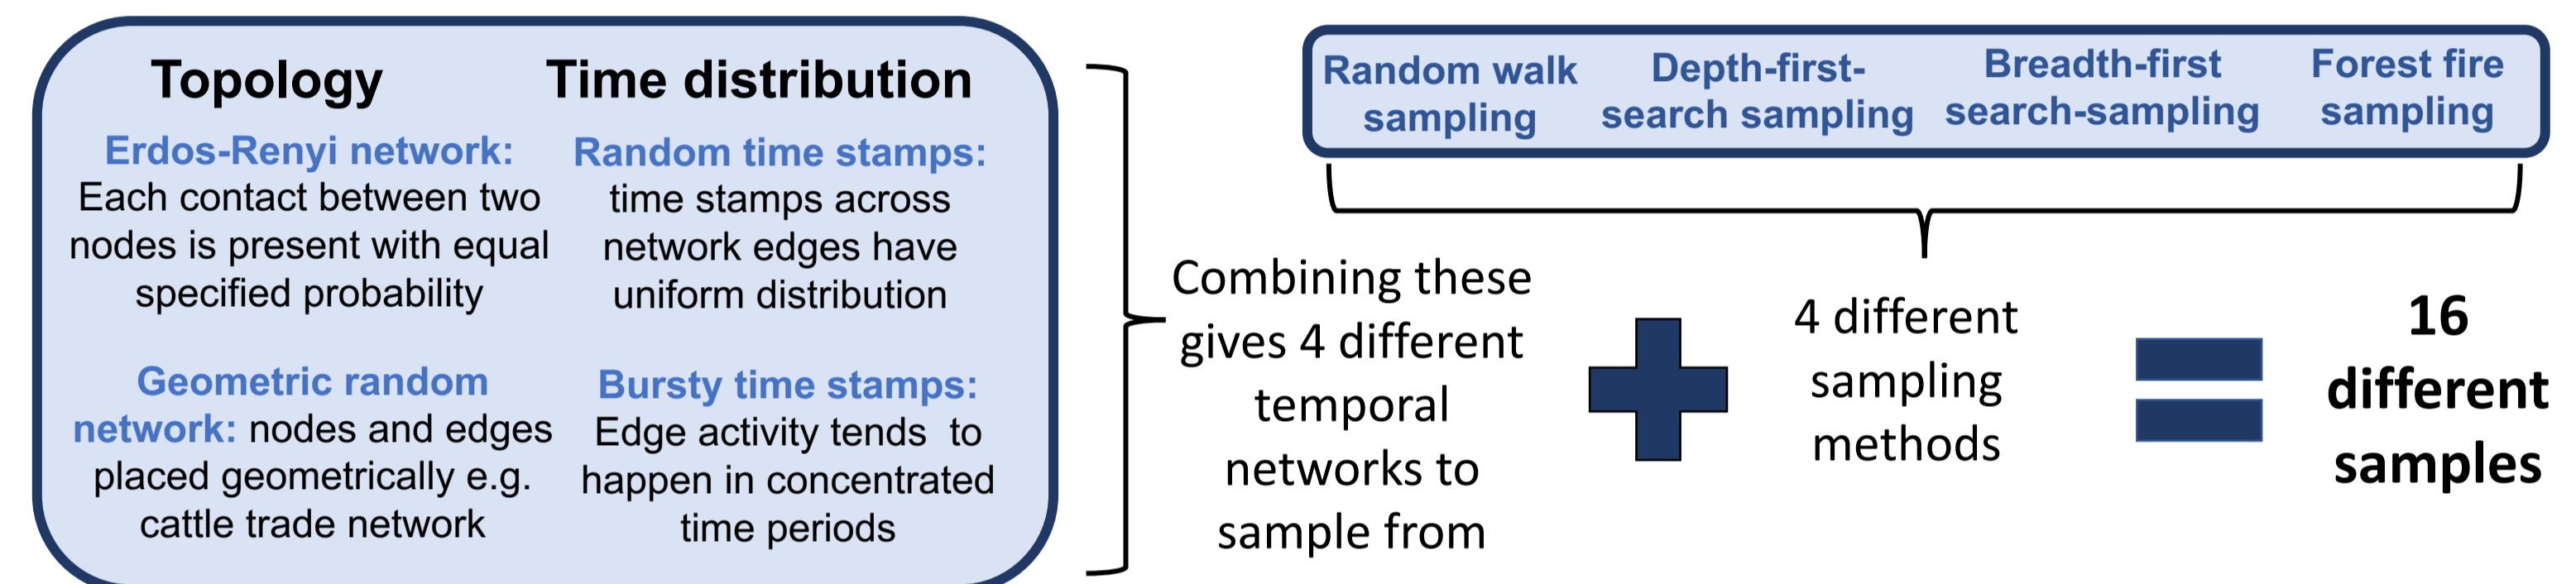 Topology
Erdos-Renyi network:
Each contact between two
nodes is present with equal
specified probability
Geometric random
network: nodes and edges
placed geometrically e.g.
cattle trade network
Time distribution
Random time stamps:
time stamps across
network edges have
uniform distribution
Bursty time stamps:
Edge activity tends  to
happen in concentrated
time periods
Combining these
gives 4 different
temporal
networks to
sample from
Random walk
sampling
Depth-first-
search sampling
Breadth-first
search-sampling
Forest fire
sampling
4 different
sampling
methods
16
different
samples